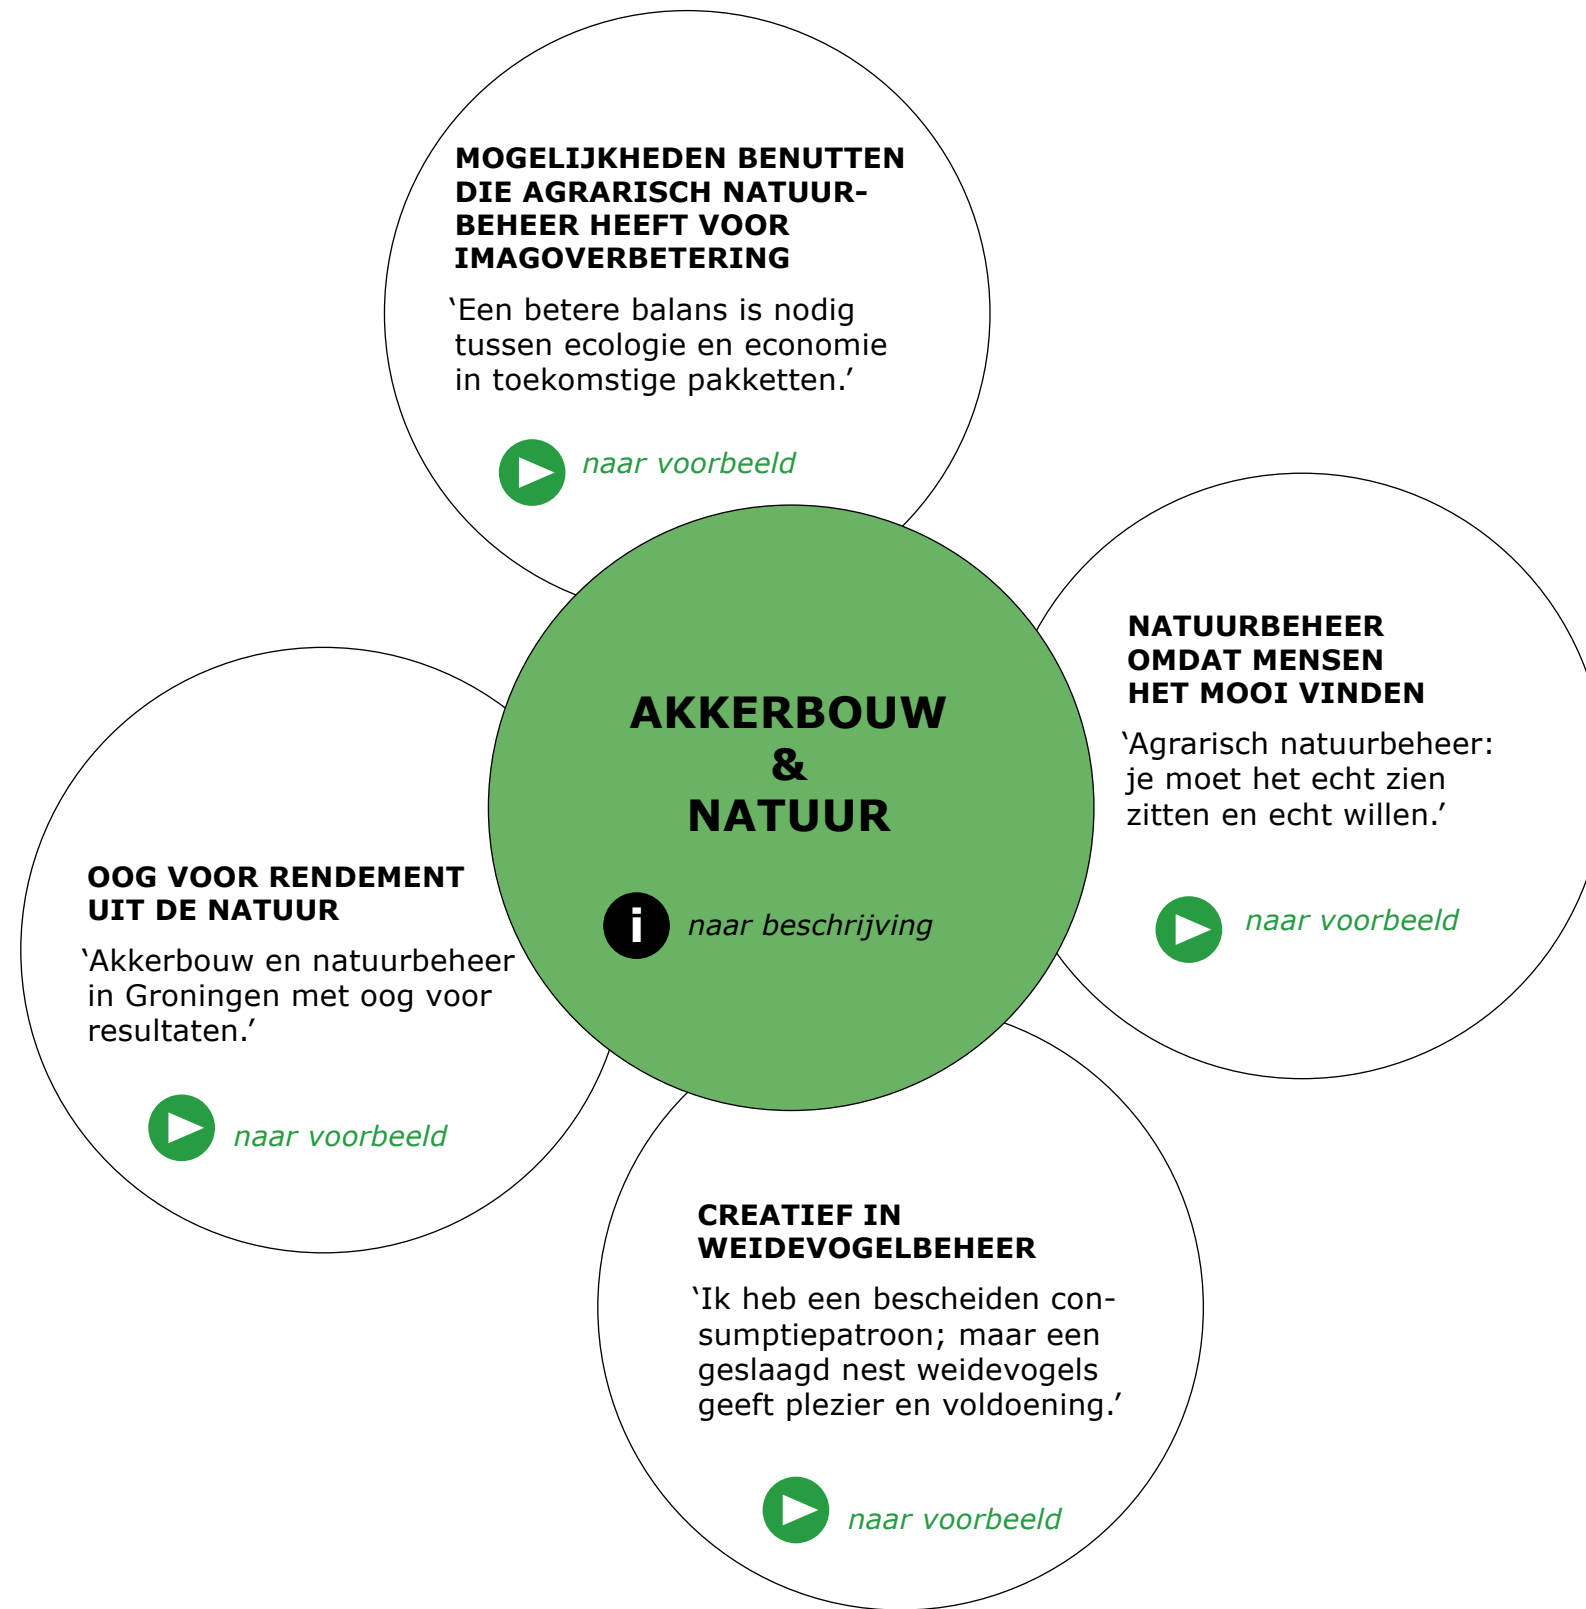 MOGELIJKHEDEN BENUTTEN
DIE AGRARISCH NATUUR-
BEHEER HEEFT VOOR
IMAGOVERBETERING
‘Een betere balans is nodig
tussen ecologie en economie
in toekomstige pakketten.’
naar voorbeeld
NATUURBEHEER
OMDAT MENSEN
HET MOOI VINDEN
‘Agrarisch natuurbeheer:
je moet het echt zien
zitten en echt willen.’
naar voorbeeld
AKKERBOUW
&
NATUUR
i naar beschrijving
OOG VOOR RENDEMENT
UIT DE NATUUR
‘Akkerbouw en natuurbeheer
in Groningen met oog voor
resultaten.’
naar voorbeeld
CREATIEF IN
WEIDEVOGELBEHEER
‘Ik heb een bescheiden con-
sumptiepatroon; maar een
geslaagd nest weidevogels
geeft plezier en voldoening.’
naar voorbeeld